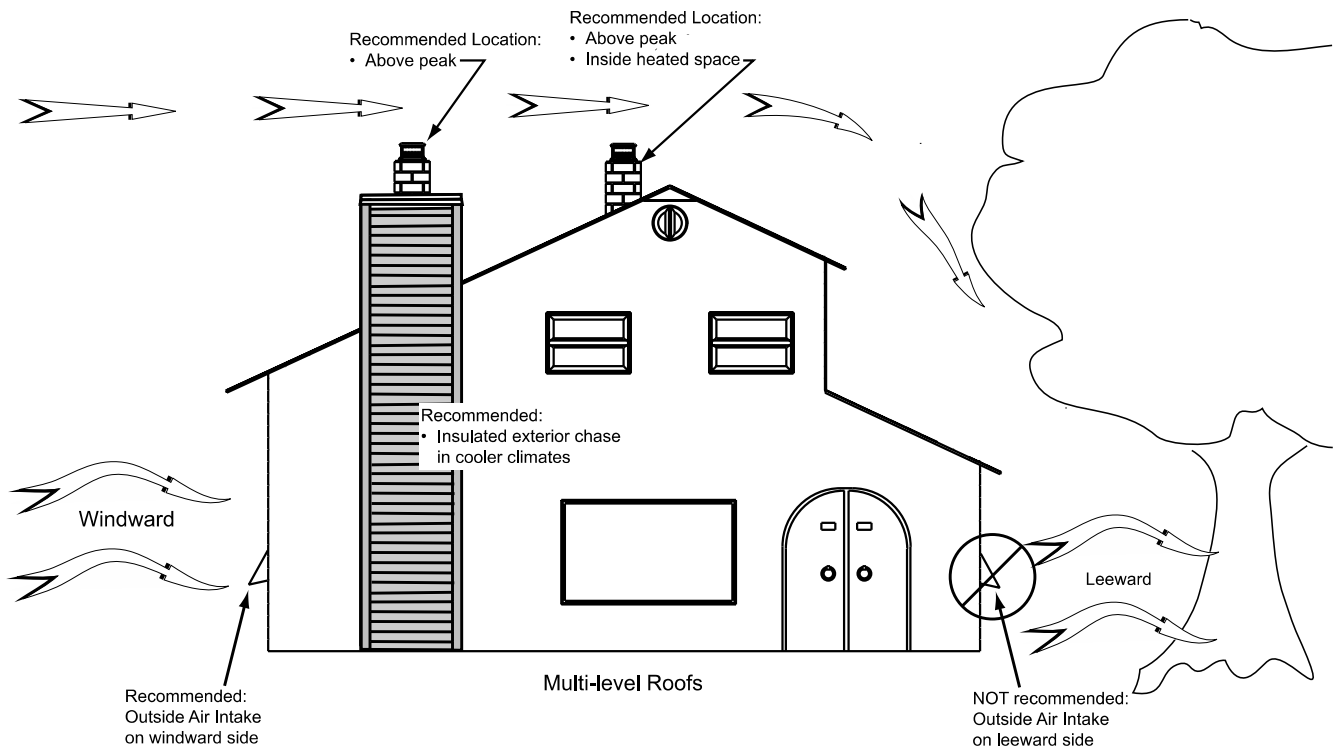 Recommended Location:
• Above peak
Recommended Location:
• Above peak
• Inside heated space
Recommended:
• Insulated exterior chase
in cooler climates
Windward
Leeward
Recommended:
Outside Air Intake
on windward side
Multi-level Roofs
NOT recommended:
Outside Air Intake
on leeward side